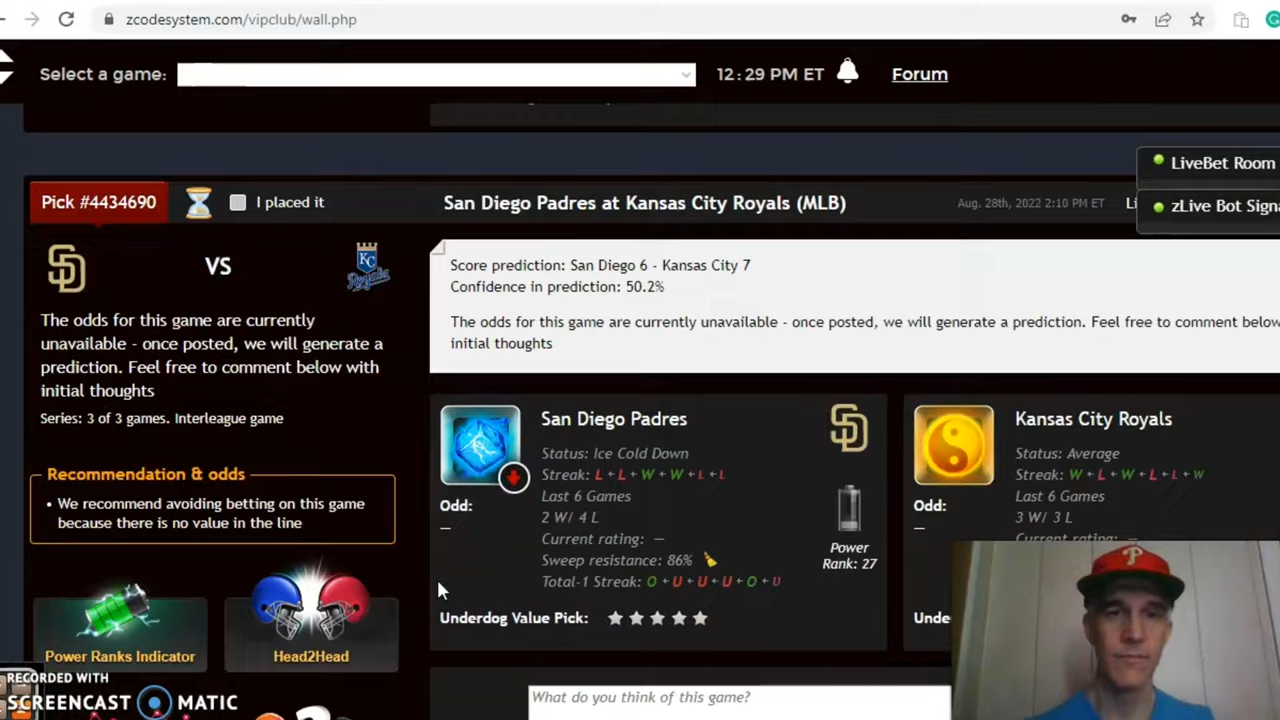 zcodesystem.com/vipclub/wall.php
Select a game:
12:29 PM ET
Forum
LiveBet Room
Pick #4434690
I placed it
San Diego Padres at Kansas City Royals (MLB)
Aug. 28th, 2022 2:10 PM ET
Li
zLive Bot Signa
SD
VS
KC
Royals
Score prediction: San Diego 6 - Kansas City 7
Confidence in prediction: 50.2%
The odds for this game are currently unavailable - once posted, we will generate a prediction. Feel free to comment below
initial thoughts
The odds for this game are currently
unavailable - once posted, we will generate a
prediction. Feel free to comment below with
initial thoughts
Series: 3 of 3 games. Interleague game
Recommendation & odds
• We recommend avoiding betting on this game
because there is no value in the line
Power Ranks Indicator
Head2Head
San Diego Padres
SD
Status: Ice Cold Down
Streak: L L W W L L
Last 6 Games
2 W/ 4 L
Odd:
—
Current rating: —
Sweep resistance: 86%
Total-1 Streak: O U U U O U
Power
Rank: 27
Underdog Value Pick:
Kansas City Royals
Status: Average
Streak: W L W L L W
Last 6 Games
3 W/ 3 L
Odd:
—
Current rating: —
Unde
What do you think of this game?
P
RECORDED WITH
SCREENCAST MATIC